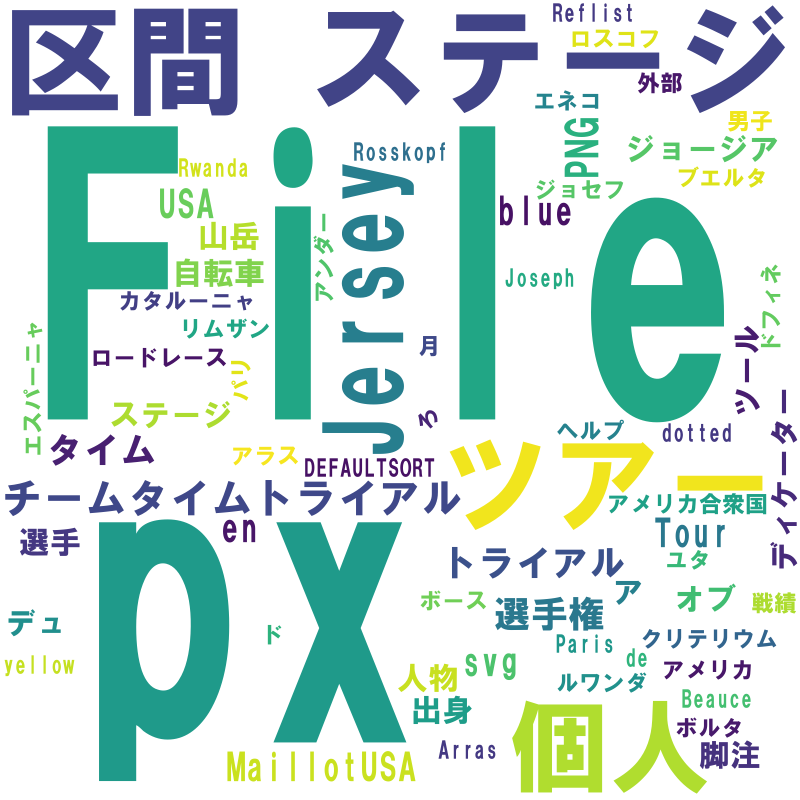 区間 ステージ
Reflist
ロスコフ
外部
エネコ
男子
PNG
ジョージア
File
Rwanda
Rosskopf
Jersey
USA
アンダー
ジョセフ
ブエルタ
blue
山岳
自転車
Joseph
ドフィネ
カタルーニャ
リムザン
エスパーニャ
ロードレース
パリ
月
ツール
ステージ
ろ
ディケーター
タイム
アラス
DEFAULTSORT
ヘルプ
dotted
ツアー
チームタイムトライアル
アメリカ合衆国
en
選手
px
Tour
トライアル
ユタ
ア
ボース
選手権
オブ
戦績
デュ
ド
クリテリウム
Paris
de
yellow
svg
人物
アメリカ
ルワンダ
出身
Beauce
個人
ボルタ
Arras
脚注
MaillotUSA